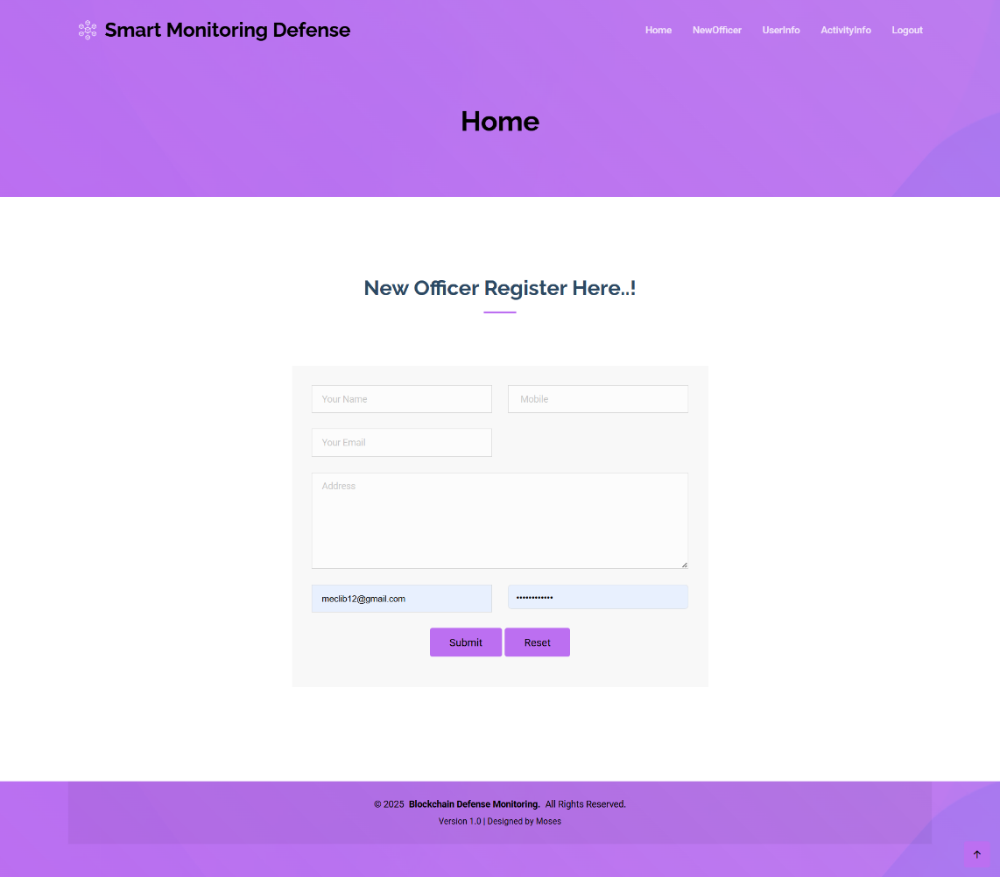 Smart Monitoring Defense
Home NewOfficer UserInfo ActivityInfo Logout
Home
New Officer Register Here..!
Your Name Mobile
Your Email
Address
meclib12@gmail.com ••••••••••••
Submit Reset
© 2025 Blockchain Defense Monitoring. All Rights Reserved.
Version 1.0 | Designed by Moses